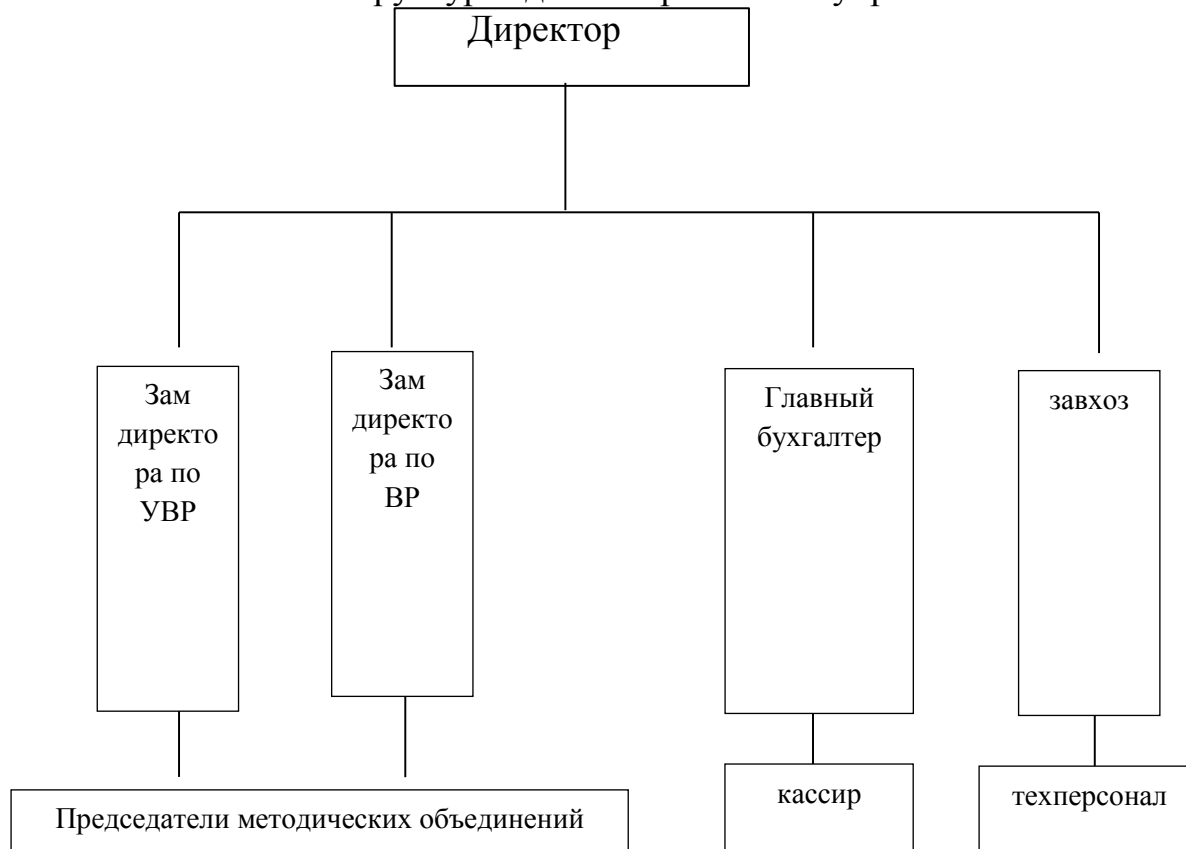 Директор
Зам
директо
ра по
УВР
Зам
директо
ра по
ВР
Главный
бухгалтер
завхоз
Председатели методических объединений
кассир
техперсонал